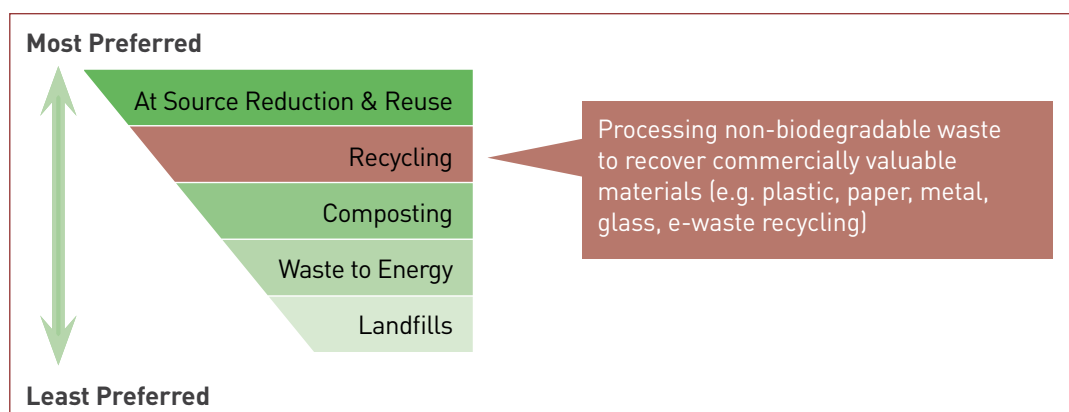 Most Preferred
At Source Reduction & Reuse
Recycling
Composting
Waste to Energy
Landfills
Least Preferred
Processing non-biodegradable waste
to recover commercially valuable
materials (e.g. plastic, paper, metal,
glass, e-waste recycling)